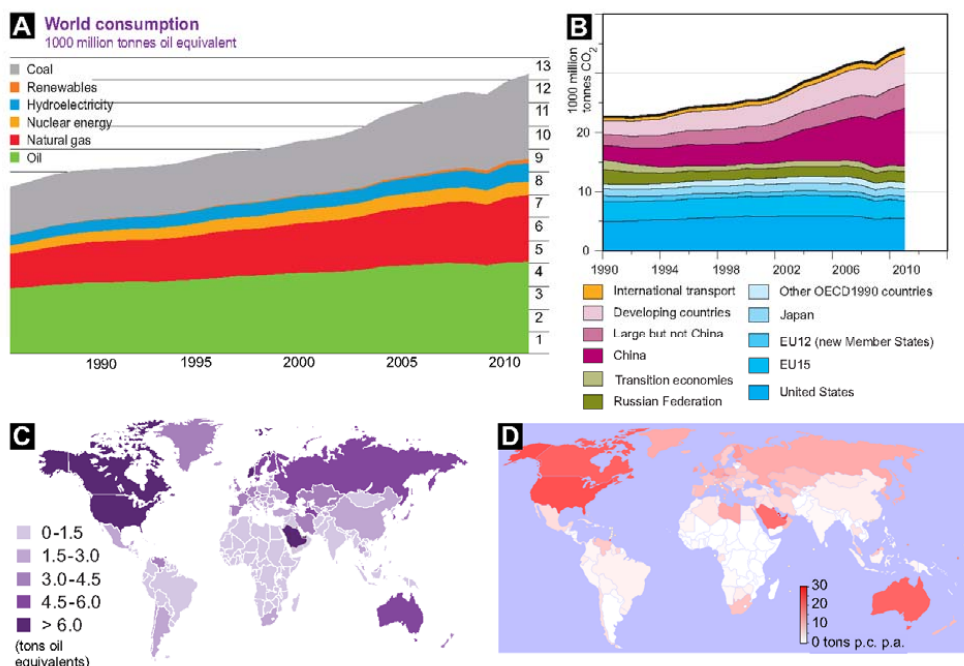 A
World consumption
1000 million tonnes oil equivalent
Coal
Renewables
Hydroelectricity
Nuclear energy
Natural gas
Oil
13
12
11
10
9
8
7
6
5
4
3
2
1
1990 1995 2000 2005 2010
B
1000 million
tonnes CO2
20
10
0
1990 1994 1998 2002 2006 2010
International transport
Developing countries
Large but not China
China
Transition economies
Russian Federation
Other OECD1990 countries
Japan
EU12 (new Member States)
EU15
United States
C
0-1.5
1.5-3.0
3.0-4.5
4.5-6.0
> 6.0
(tons oil
equivalents)
D
30
20
10
0 tons p.c. p.a.